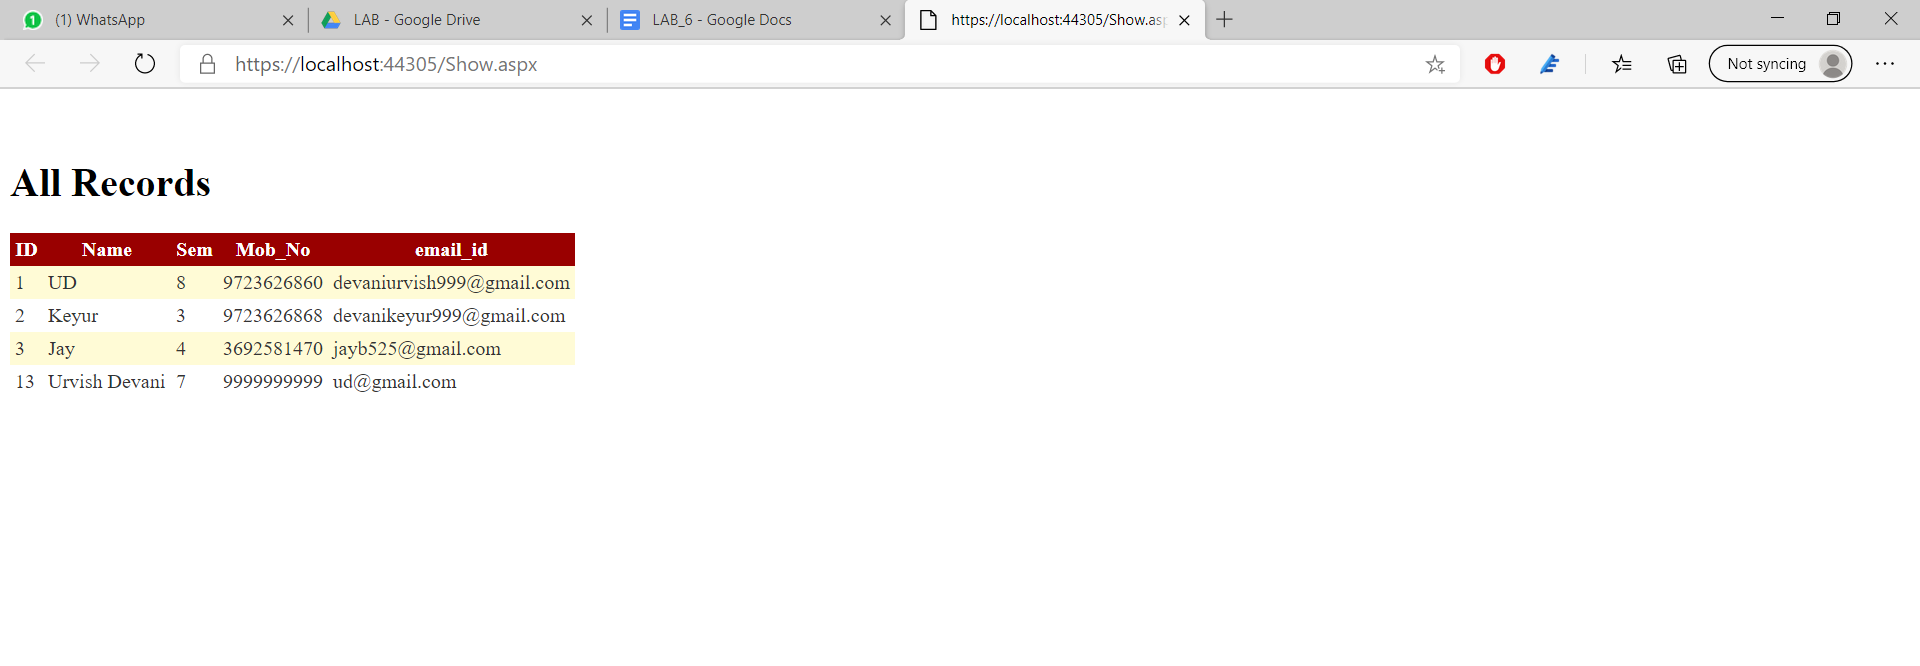 1 (1) WhatsApp LAB - Google Drive LAB_6 - Google Docs https://localhost:44305/Show.asp
https://localhost:44305/Show.aspx Not syncing
All Records
ID Name Sem Mob_No email_id
1 UD 8 9723626860 devaniurvish999@gmail.com
2 Keyur 3 9723626868 devanikeyur999@gmail.com
3 Jay 4 3692581470 jayb525@gmail.com
13 Urvish Devani 7 9999999999 ud@gmail.com